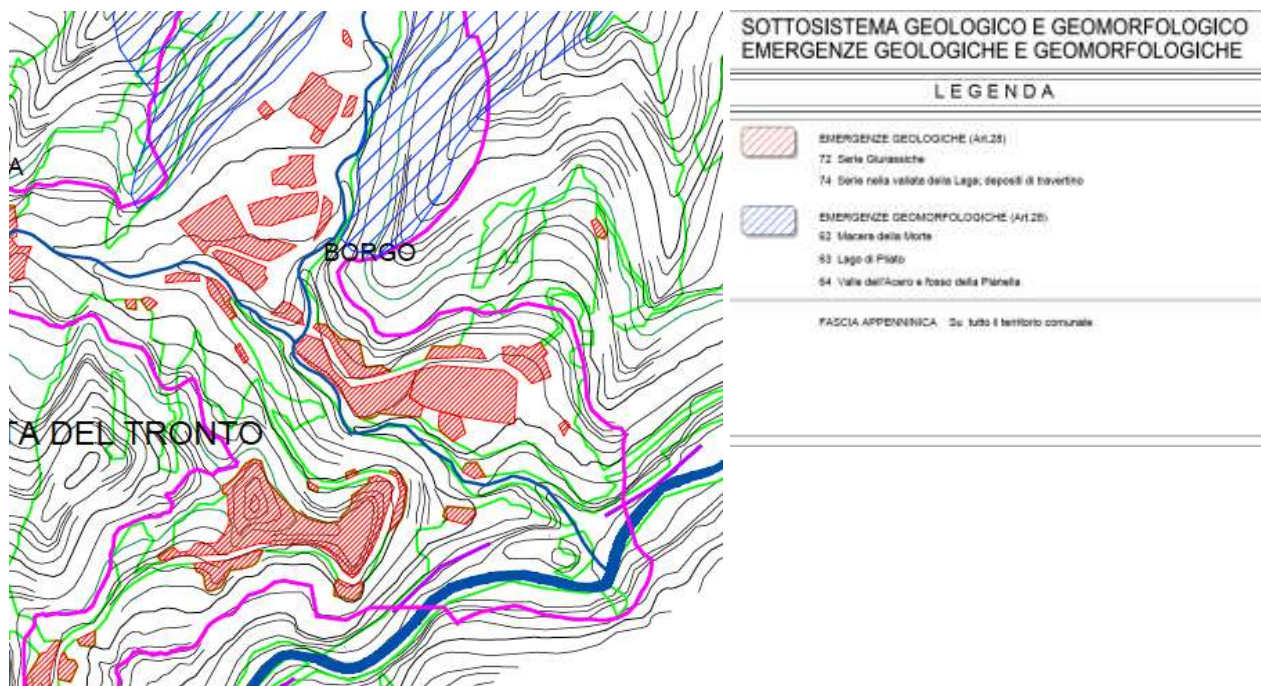 A
BORGO
TA DEL TRONTO
SOTTOSISTEMA GEOLOGICO E GEOMORFOLOGICO
EMERGENZE GEOLOGICHE E GEOMORFOLOGICHE
LEGENDA
EMERGENZE GEOLOGICHE (Art.28)
72 Serie Giurassiche
74 Serie nella vallata della Laga; depositi di travertino
EMERGENZE GEOMORFOLOGICHE (Art.28)
62 Macera della Morte
63 Lago di Pilato
64 Valle dell'Acero e fosso della Pianella
FASCIA APPENNINICA Su tutto il territorio comunale